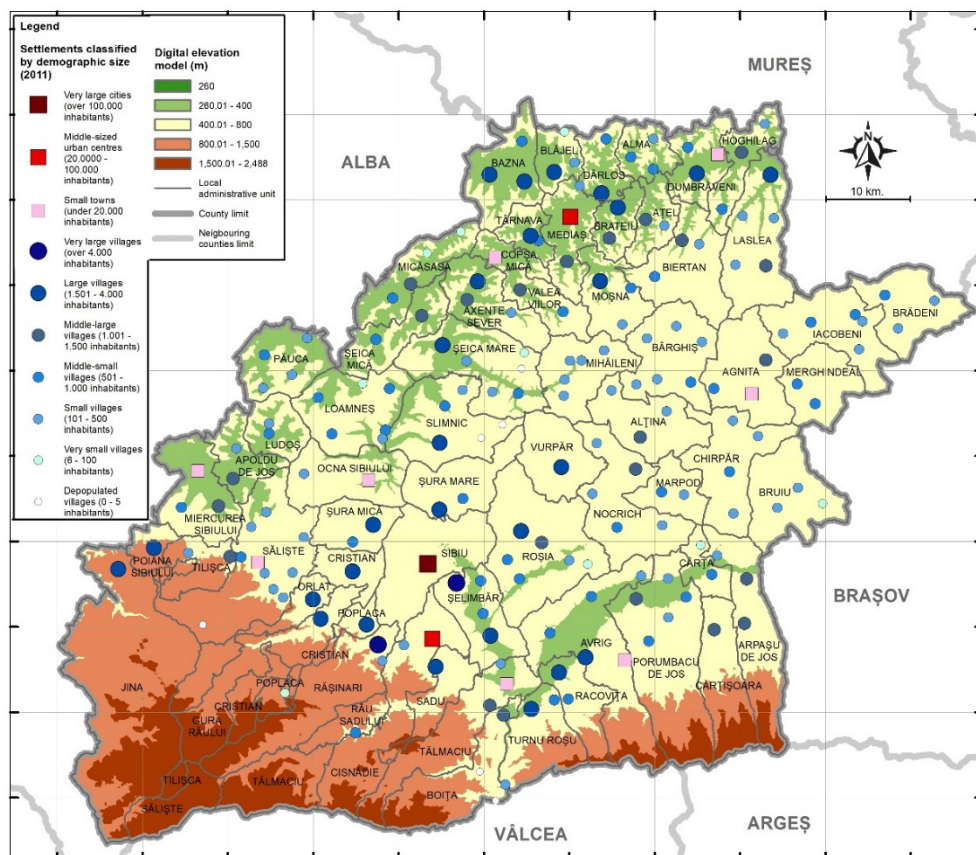 Legend
Settlements classified
by demographic size
(2011)
Very large cities
(over 100.000
inhabitants)
Middle-sized
urban centres
(20.0000 -
100.000
inhabitants)
Small towns
(under 20.000
inhabitants)
Very large villages
(over 4.000
inhabitants)
Large villages
(1.501 - 4,000
inhabitants)
Middle-large
villages (1.001 -
1.500 inhabitants)
Middle-small
villages (501 -
1.000 inhabitants)
Small villages
(101 - 500
inhabitants)
Very small villages
(6 - 100
inhabitants)
Depopulated
villages (0 - 5
inhabitants)
Digital elevation
model (m)
260
260.01 - 400
400.01 - 800
800.01 - 1,500
1,500.01 - 2,488
Local
administrative unit
County limit
Neigbouring
counties limit
MUREȘ
ALBA
N
10 km.
HOGHILAG
ALMA
BLĂJEL
BAZNA
DÂRLOS
DUMBRĂVENI
TÂRNAVA
MEDIAȘ
BRATEIU
AȚEL
LASLEA
COPȘA
MICĂ
BIERTAN
MICĂSASA
VALEA
VIILOR
MOȘNA
AXENTE
SEVER
BRĂDENI
IACOBENI
ȘEICA
MICĂ
ȘEICA MARE
PĂUCA
MIHĂILENI
BÂRGHIȘ
AGNITA
MERGHINDEAL
LOAMNEȘ
SLIMNIC
ALȚINA
VURPĂR
LUDOȘ
APOLDU
DE JOS
OCNA SIBIULUI
CHIRPĂR
ȘURA MARE
MARPOD
BRUIU
MIERCUREA
SIBIULUI
ȘURA MICĂ
NOCRICH
SĂLIȘTE
CRISTIAN
SIBIU
ROȘIA
POIANA
SIBIULUI
TILIȘCA
CÂRȚA
ORLAT
ȘELIMBĂR
BRAȘOV
POPLACA
CRISTIAN
AVRIG
ARPAȘU
DE JOS
PORUMBACU
DE JOS
JINA
POPLACA
RĂȘINARI
CÂRȚIȘOARA
CRISTIAN
RÂU
SADULUI
SADU
RACOVIȚA
GURA
RÂULUI
TURNU ROȘU
TĂLMACIU
TILIȘCA
TĂLMACIU
CISNĂDIE
BOIȚA
SĂLIȘTE
VÂLCEA
ARGEȘ